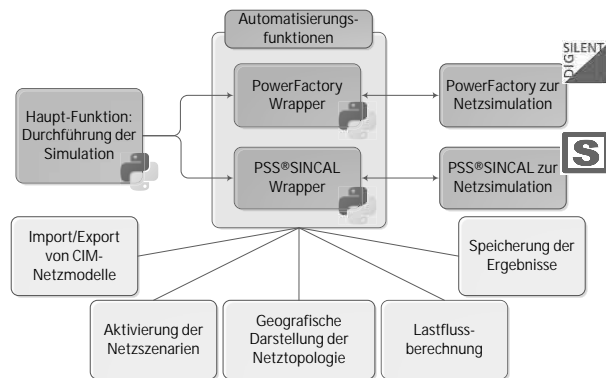 Automatisierungs-
funktionen
DIgSILENT
PowerFactory
Wrapper
PowerFactory zur
Netzsimulation
Haupt-Funktion:
Durchführung der
Simulation
S
PSS®SINCAL
Wrapper
PSS®SINCAL zur
Netzsimulation
Import/Export
von CIM-
Netzmodelle
Speicherung der
Ergebnisse
Aktivierung der
Netzszenarien
Geografische
Darstellung der
Netztopologie
Lastfluss-
berechnung